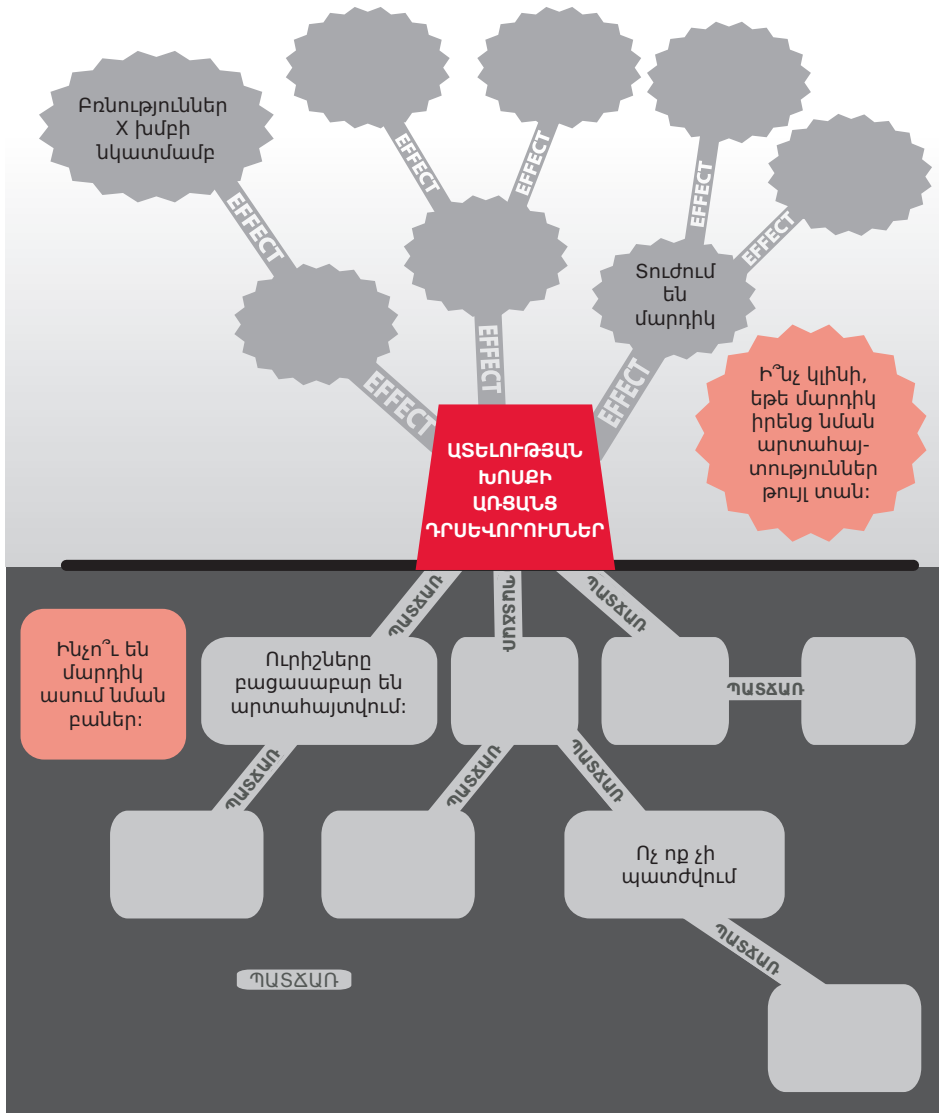 Բռնություններ
X խմբի
նկատմամբ
EFFECT
EFFECT
EFFECT
EFFECT
EFFECT
Տուժում
են
մարդիկ
EFFECT
EFFECT
EFFECT
Ի՞նչ կլինի,
եթե մարդիկ
իրենց նման
արտահայ-
տություններ
թույլ տան:
ԱՏԵԼՈՒԹՅԱՆ
ԽՈՍՔԻ
ԱՌՑԱՆՑ
ԴՐՍԵՎՈՐՈՒՄՆԵՐ
ՊԱՏՃԱՌ
ՊԱՏՃԱՌ
ՊԱՏՃԱՌ
Ինչո՞ւ են
մարդիկ
ասում նման
բաներ:
Ուրիշները
բացասաբար են
արտահայտվում:
ՊԱՏՃԱՌ
ՊԱՏՃԱՌ
ՊԱՏՃԱՌ
ՊԱՏՃԱՌ
Ոչ ոք չի
պատժվում
ՊԱՏՃԱՌ
ՊԱՏՃԱՌ